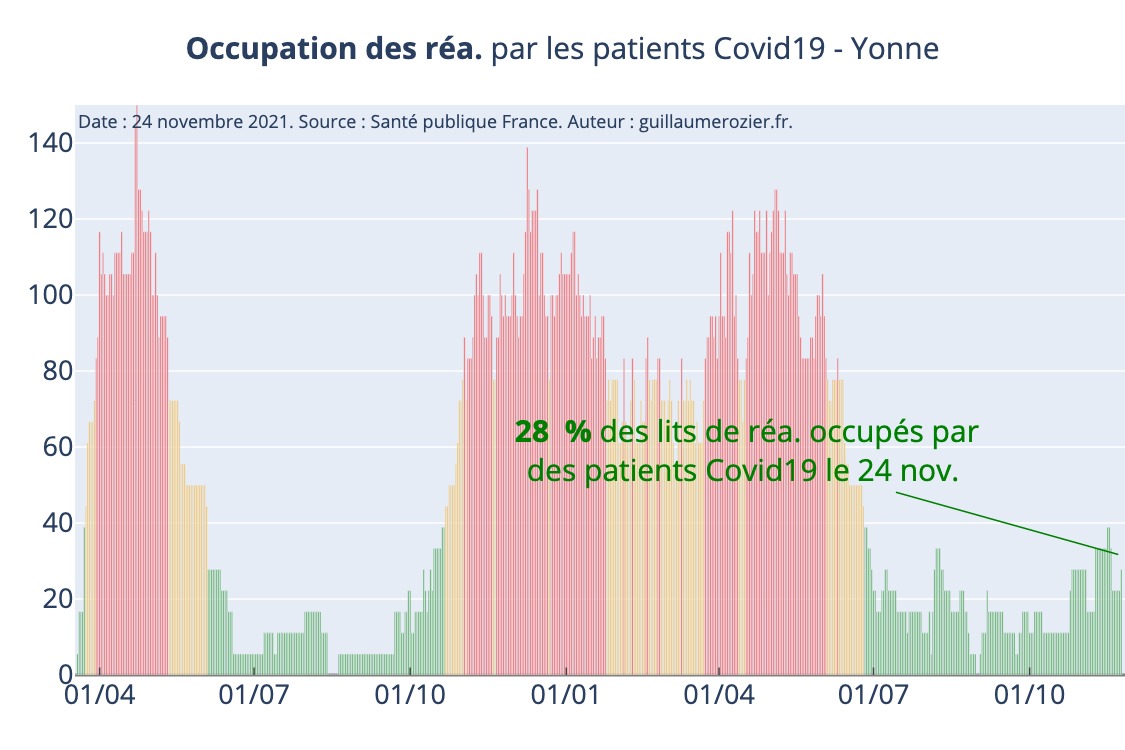 Occupation des réa. par les patients Covid19 - Yonne
Date : 24 novembre 2021. Source : Santé publique France. Auteur : guillaumerozier.fr.
140
120
100
80
60
40
20
0
28 % des lits de réa. occupés par
des patients Covid19 le 24 nov.
01/04 01/07 01/10 01/01 01/04 01/07 01/10